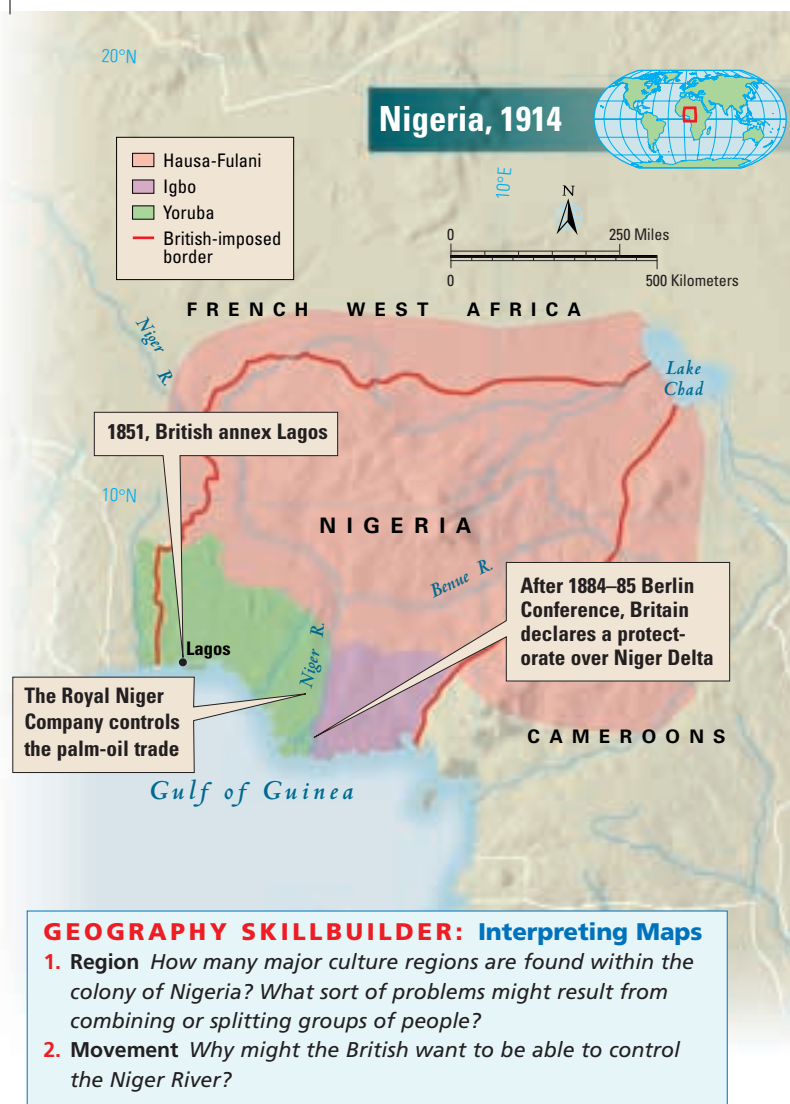 20°N
Nigeria, 1914
Hausa-Fulani
Igbo
Yoruba
British-imposed
border
10°E
N
0 250 Miles
0 500 Kilometers
FRENCH WEST AFRICA
Niger R.
Lake
Chad
1851, British annex Lagos
10°N
NIGERIA
Benue R.
After 1884–85 Berlin
Conference, Britain
declares a protect-
orate over Niger Delta
Lagos
Niger R.
The Royal Niger
Company controls
the palm-oil trade
CAMEROONS
Gulf of Guinea
GEOGRAPHY SKILLBUILDER: Interpreting Maps
1. Region How many major culture regions are found within the
colony of Nigeria? What sort of problems might result from
combining or splitting groups of people?
2. Movement Why might the British want to be able to control
the Niger River?